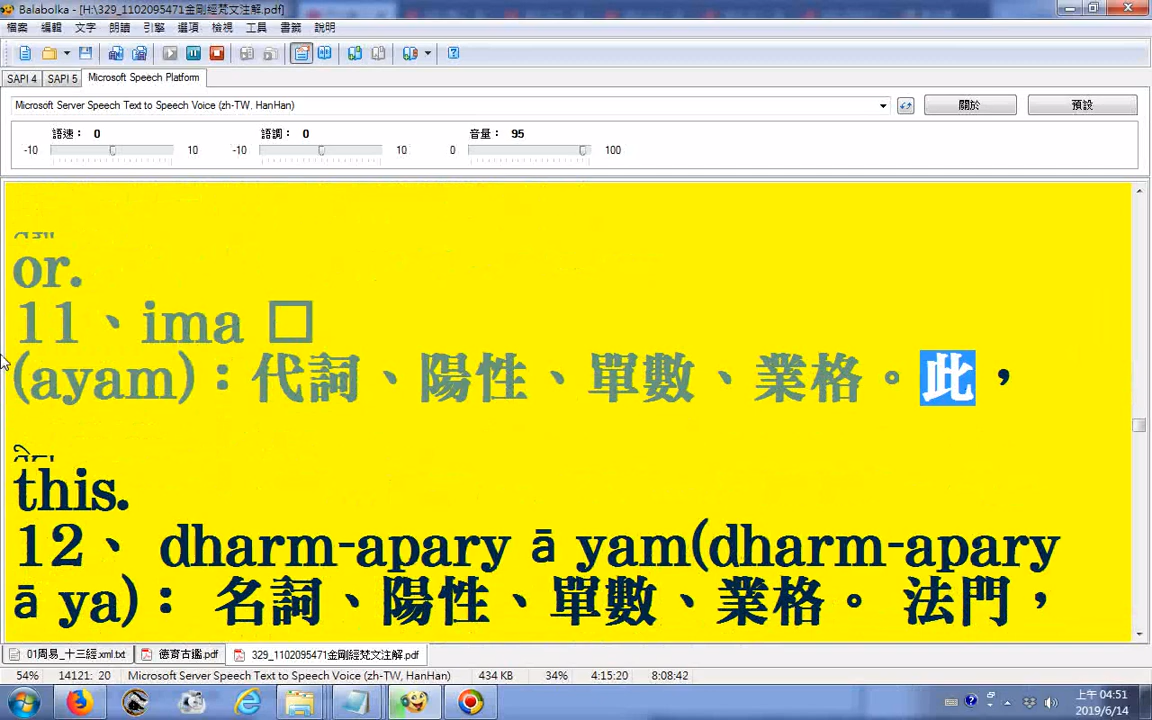 Balabolka - [H:\329_1102095471金剛經梵文注解.pdf]
檔案 編輯 文字 朗讀 引擎 選項 檢視 工具 書籤 說明
SAPI 4 SAPI 5 Microsoft Speech Platform
Microsoft Server Speech Text to Speech Voice (zh-TW, HanHan)
關於 預設
語速： 0 語調： 0 音量： 95
-10 10 -10 10 0 100
or.
11、ima □
(ayam)：代詞、陽性、單數、業格。此，
this.
12、 dharm-apary ā yam(dharm-apary
ā ya)： 名詞、陽性、單數、業格。 法門，
01周易_十三經.xml.txt 德育古鑑.pdf 329_1102095471金剛經梵文注解.pdf
54% 14121: 20 Microsoft Server Speech Text to Speech Voice (zh-TW, HanHan) 434 KB 34% 4:15:20 8:08:42
上午 04:51
2019/6/14